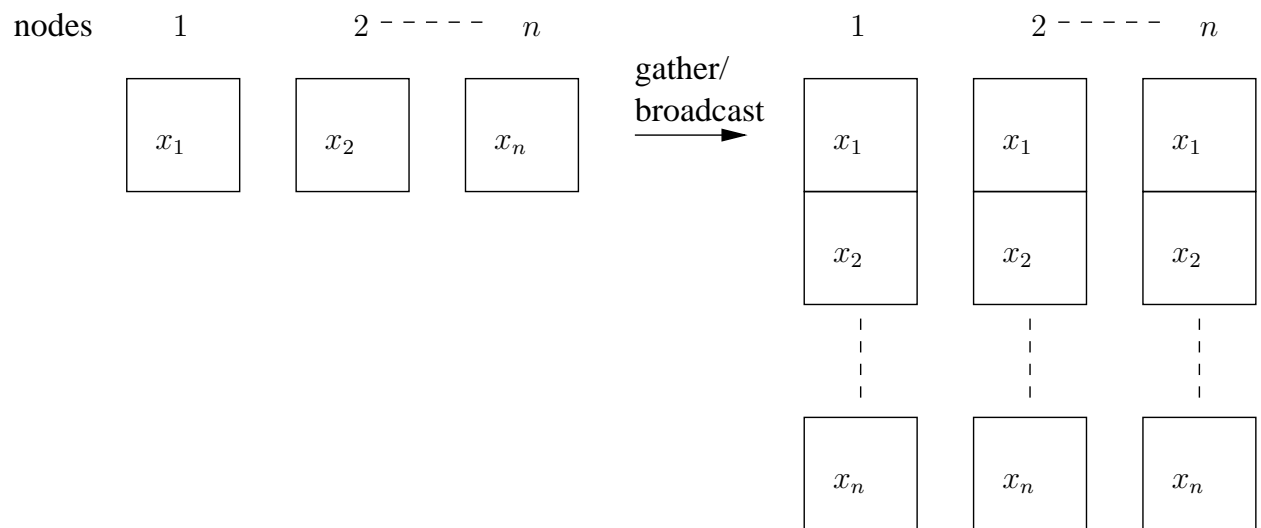 nodes 1 2 n 1 2 n
gather/
broadcast
x₁ x₂ xₙ x₁ x₁ x₁
x₂ x₂ x₂
xₙ xₙ xₙ